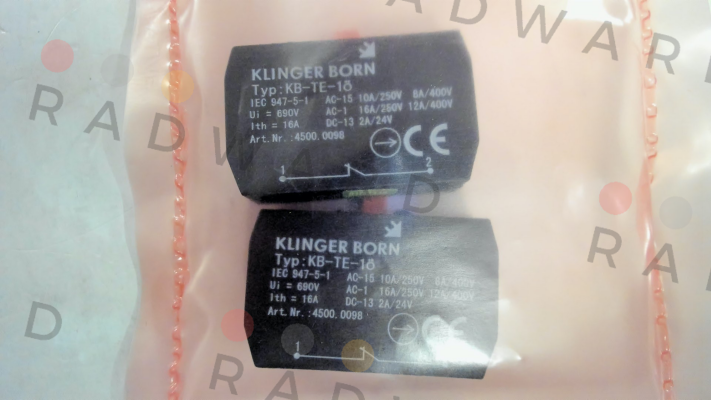 KLINGER BORN
Typ:KB-TE-1ö
IEC 947-5-1 AC-15 10A/250V 8A/400V
Ui = 690V AC-1 16A/250V 12A/400V
Ith = 16A DC-13 2A/24V
Art.Nr.:4500.0098
CE
1 2
KLINGER BORN
Typ:KB-TE-1ö
IEC 947-5-1 AC-15 10A/250V 8A/400V
Ui = 690V AC-1 16A/250V 12A/400V
Ith = 16A DC-13 2A/24V
Art.Nr.:4500.0098
CE
1
RADWARD
RADWARD
RAD
D
RADWAR